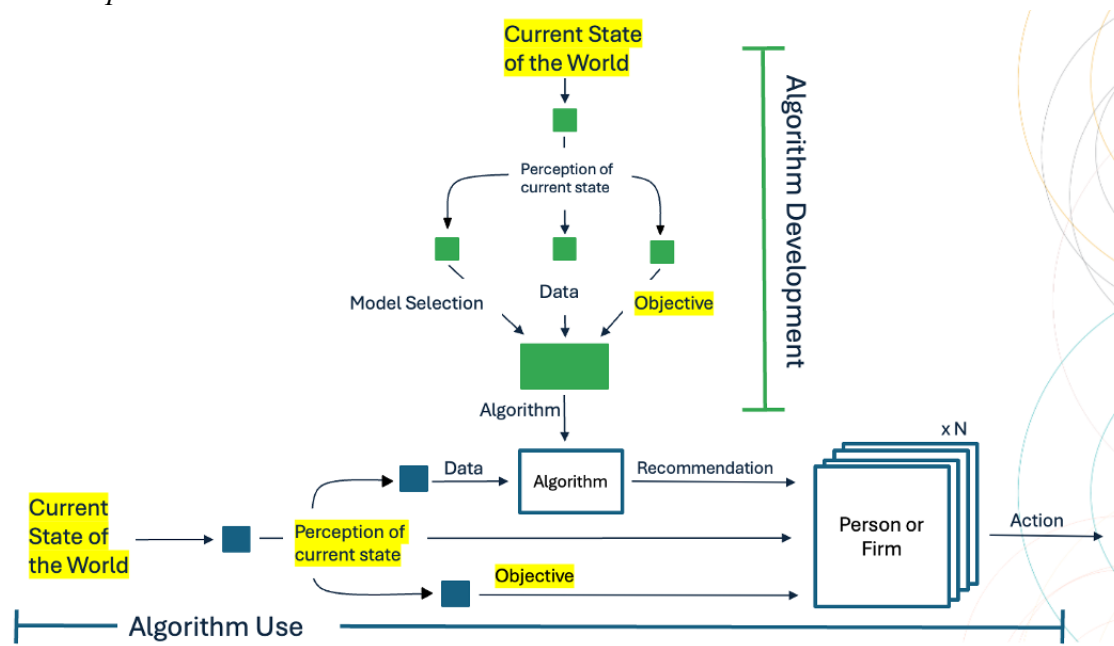 Current State
of the World
Algorithm Development
Perception of
current state
Model Selection
Data
Objective
Algorithm
x N
Data
Algorithm
Recommendation
Person or
Firm
Action
Current
State of
the World
Perception of
current state
Objective
Algorithm Use